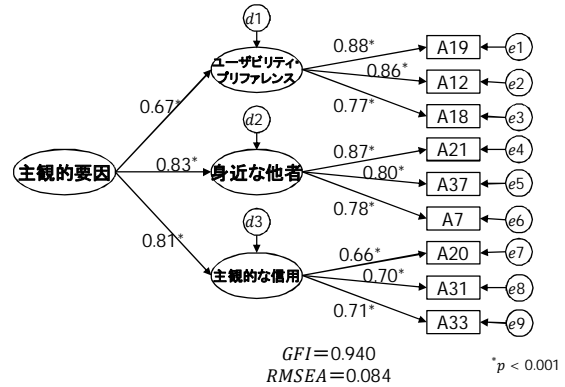 d1
ユーザビリティ・
プリファレンス
0.88*
A19
e1
0.86*
A12
e2
0.77*
A18
e3
0.67*
d2
主観的要因
0.83*
身近な他者
0.87*
A21
e4
0.80*
A37
e5
0.78*
A7
e6
0.81*
d3
主観的な信用
0.66*
A20
e7
0.70*
A31
e8
0.71*
A33
e9
GFI=0.940
RMSEA=0.084
*p < 0.001